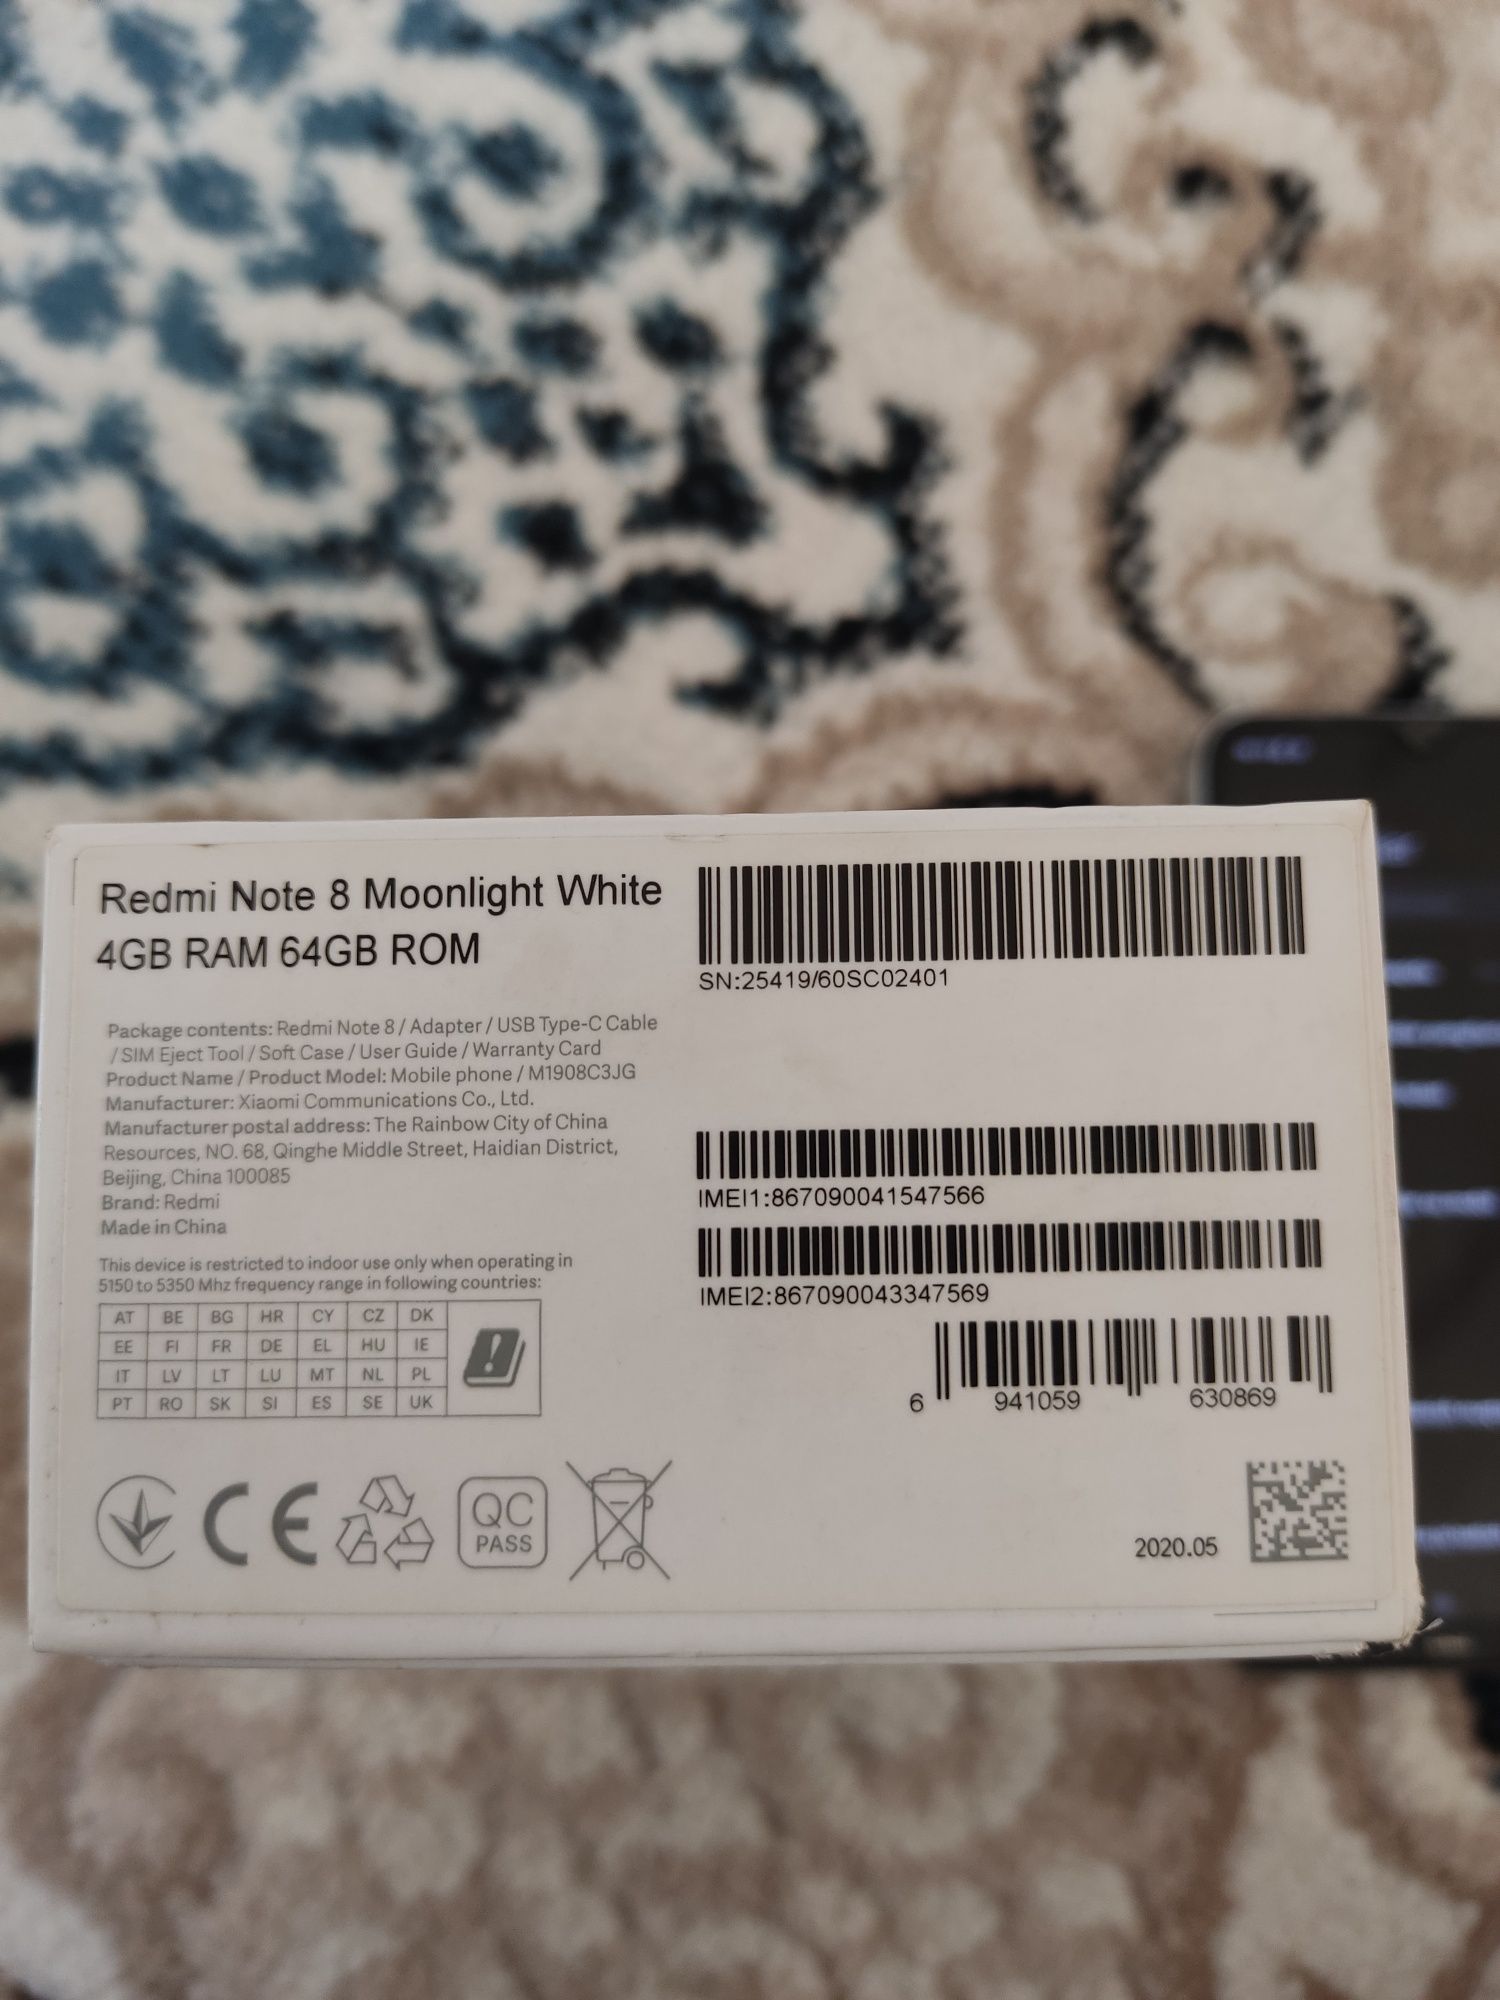 Redmi Note 8 Moonlight White
4GB RAM 64GB ROM
Package contents: Redmi Note 8 / Adapter / USB Type-C Cable
/ SIM Eject Tool / Soft Case / User Guide / Warranty Card
Product Name / Product Model: Mobile phone / M1908C3JG
Manufacturer: Xiaomi Communications Co., Ltd.
Manufacturer postal address: The Rainbow City of China
Resources, NO. 68, Qinghe Middle Street, Haidian District,
Beijing, China 100085
Brand: Redmi
Made in China
This device is restricted to indoor use only when operating in
5150 to 5350 Mhz frequency range in following countries:
AT BE BG HR CY CZ DK
EE FI FR DE EL HU IE
IT LV LT LU MT NL PL
PT RO SK SI ES SE UK
CE
QC
PASS
SN:25419/60SC02401
IMEI1:867090041547566
IMEI2:867090043347569
6 941059 630869
2020.05